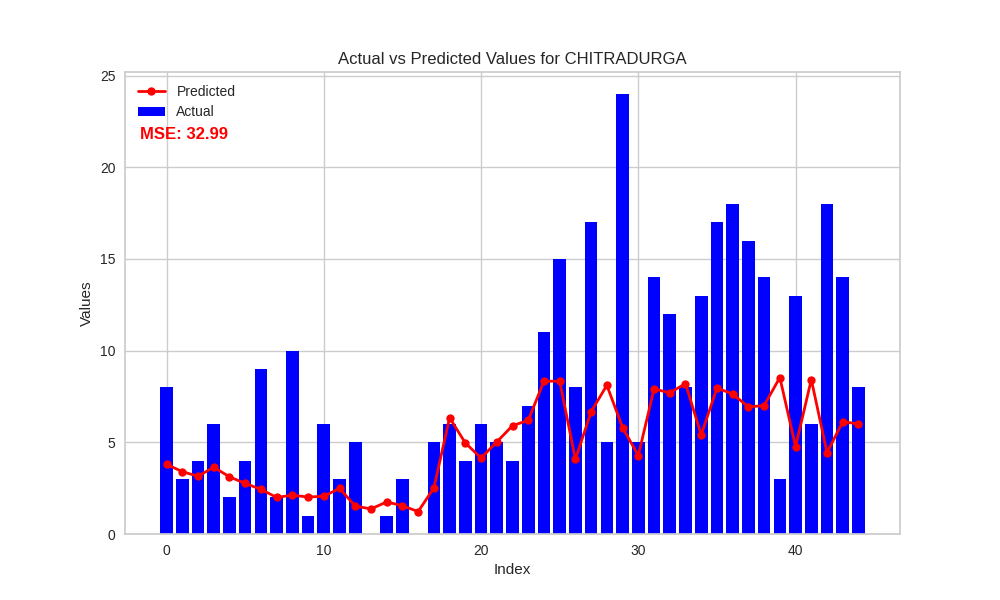 Actual vs Predicted Values for CHITRADURGA
Predicted
Actual
MSE: 32.99
25
20
15
10
5
0
Values
0 10 20 30 40
Index